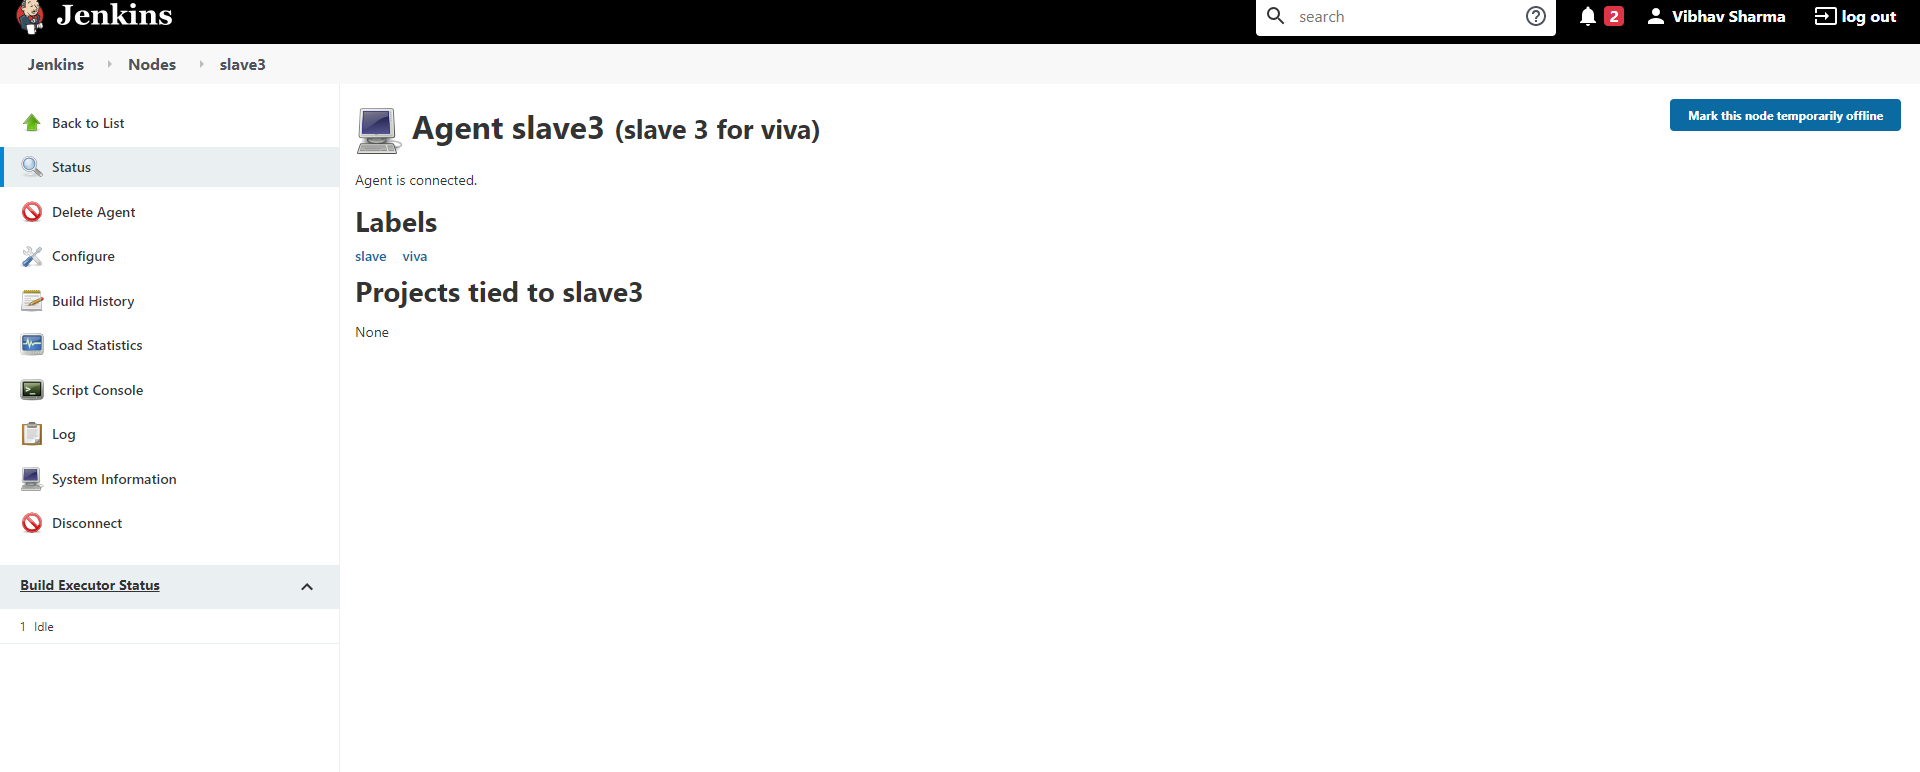 Jenkins
search
2
Vibhav Sharma
log out
Jenkins Nodes slave3
Back to List
Status
Delete Agent
Configure
Build History
Load Statistics
Script Console
Log
System Information
Disconnect
Build Executor Status
1 Idle
Agent slave3 (slave 3 for viva)
Mark this node temporarily offline
Agent is connected.
Labels
slave viva
Projects tied to slave3
None